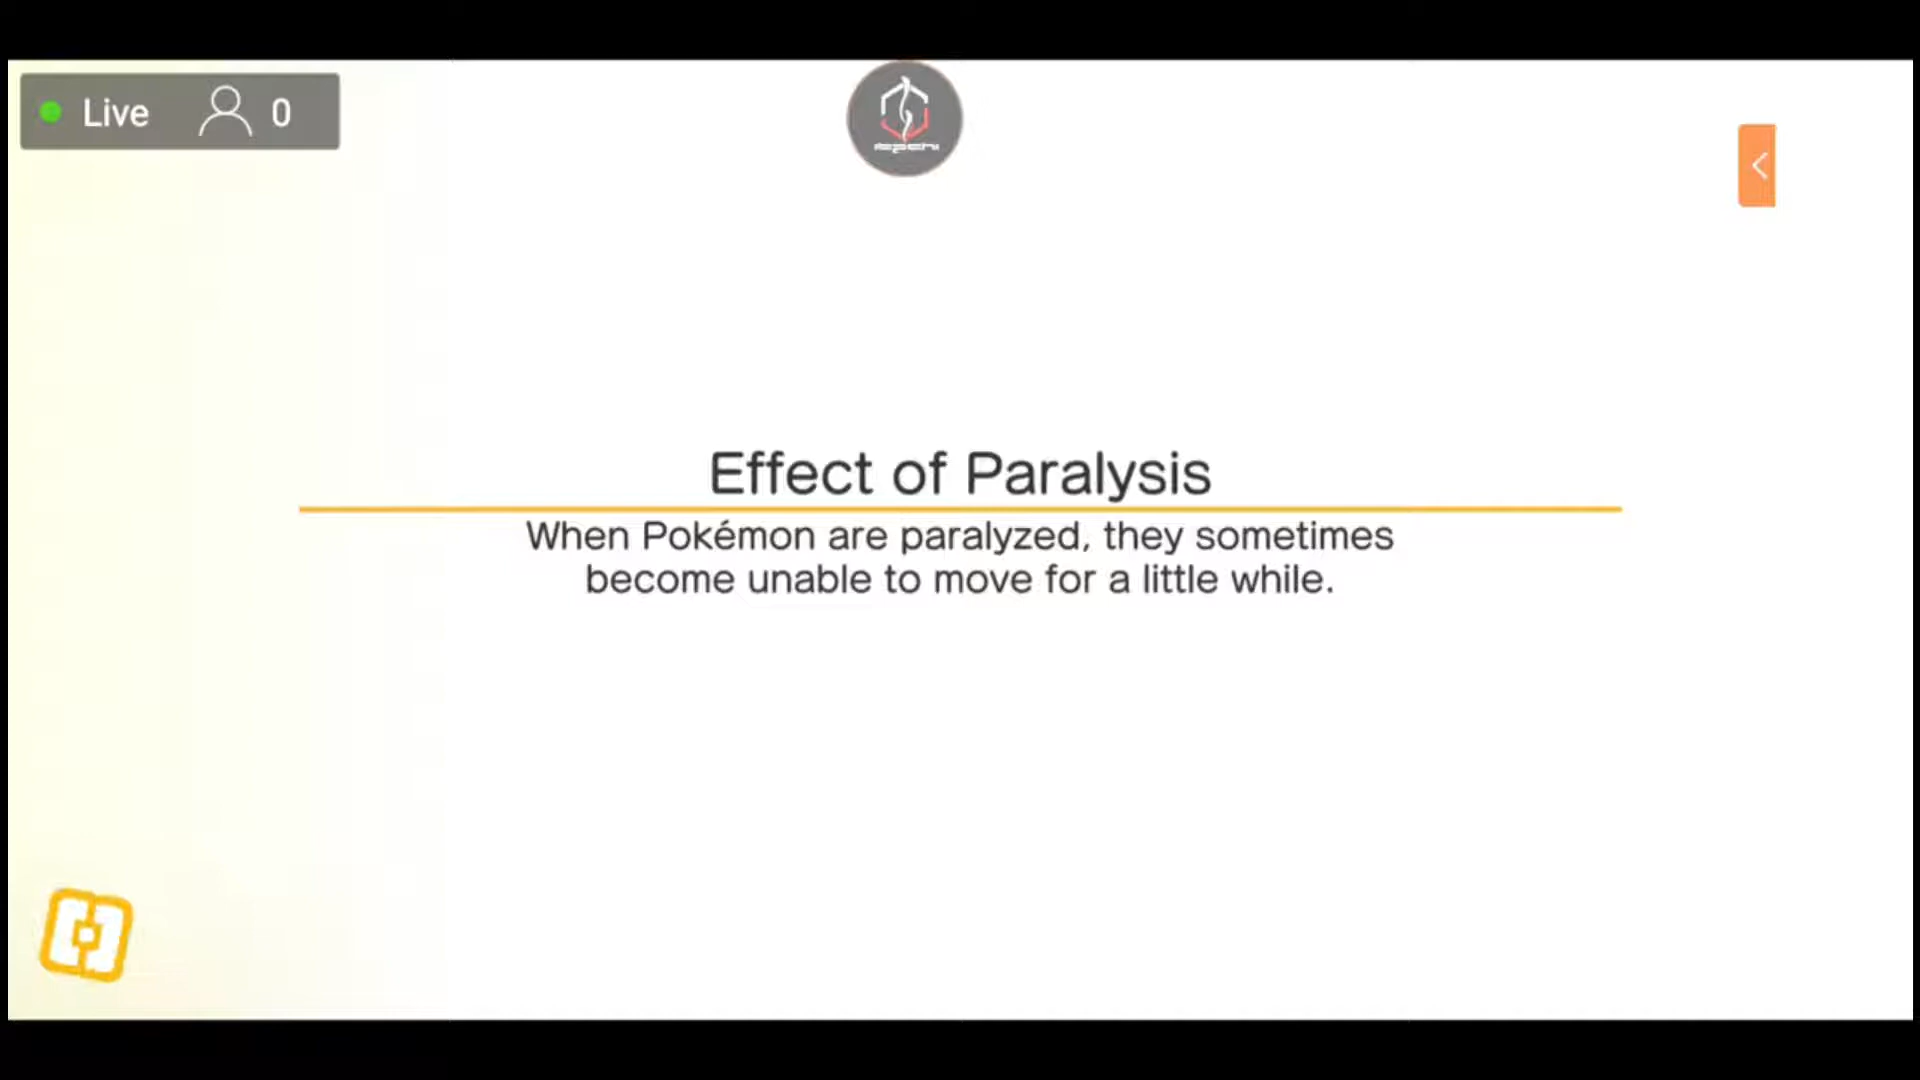 Live 0
Effect of Paralysis
When Pokémon are paralyzed, they sometimes
become unable to move for a little while.